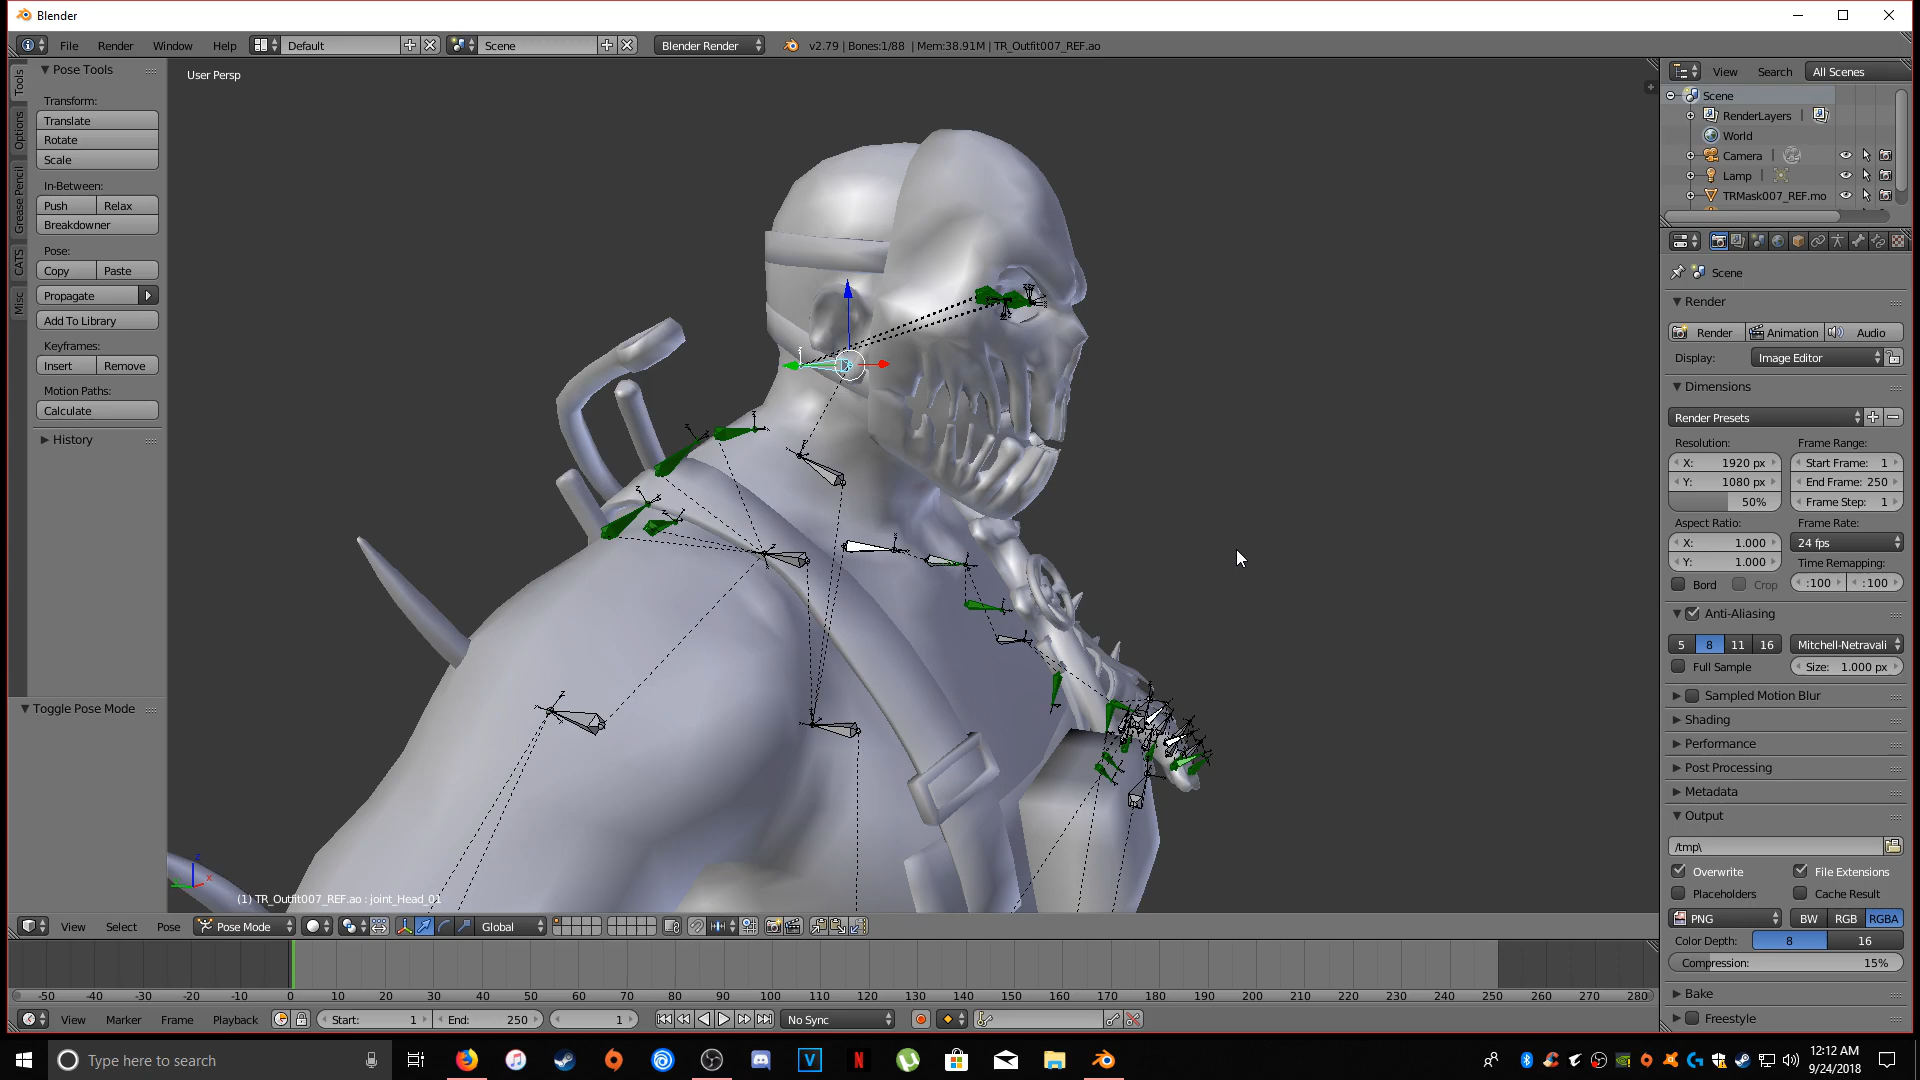 Blender
File Render Window Help Default Scene Blender Render v2.79 | Bones:1/88 | Mem:38.91M | TR_Outfit007_REF.ao
Tools
Options
Grease Pencil
CATS
Misc
Pose Tools
Transform:
Translate
Rotate
Scale
In-Between:
Push Relax
Breakdowner
Pose:
Copy Paste
Propagate
Add To Library
Keyframes:
Insert Remove
Motion Paths:
Calculate
History
Toggle Pose Mode
User Persp
(1) TR_Outfit007_REF.ao : joint_Head_01
View Select Pose Pose Mode Global
View Search All Scenes
Scene
RenderLayers |
World
Camera |
Lamp |
TRMask007_REF.mo
Scene
Render
Render Animation Audio
Display: Image Editor
Dimensions
Render Presets
Resolution: Frame Range:
X: 1920 px Start Frame: 1
Y: 1080 px End Frame: 250
50% Frame Step: 1
Aspect Ratio: Frame Rate:
X: 1.000 24 fps
Y: 1.000 Time Remapping:
Bord Crop :100 :100
Anti-Aliasing
5 8 11 16 Mitchell-Netravali
Full Sample Size: 1.000 px
Sampled Motion Blur
Shading
Performance
Post Processing
Metadata
Output
/tmp\
Overwrite File Extensions
Placeholders Cache Result
PNG BW RGB RGBA
Color Depth: 8 16
Compression: 15%
Bake
Freestyle
-50 -40 -30 -20 -10 0 10 20 30 40 50 60 70 80 90 100 110 120 130 140 150 160 170 180 190 200 210 220 230 240 250 260 270 280
View Marker Frame Playback Start: 1 End: 250 1 No Sync
Type here to search
12:12 AM
9/24/2018